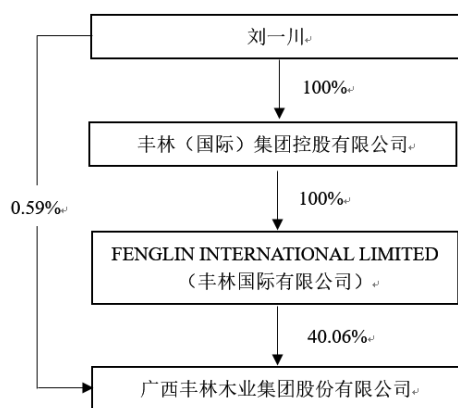 刘一川
100%
丰林（国际）集团控股有限公司
100%
0.59%
FENGLIN INTERNATIONAL LIMITED
（丰林国际有限公司）
40.06%
广西丰林木业集团股份有限公司